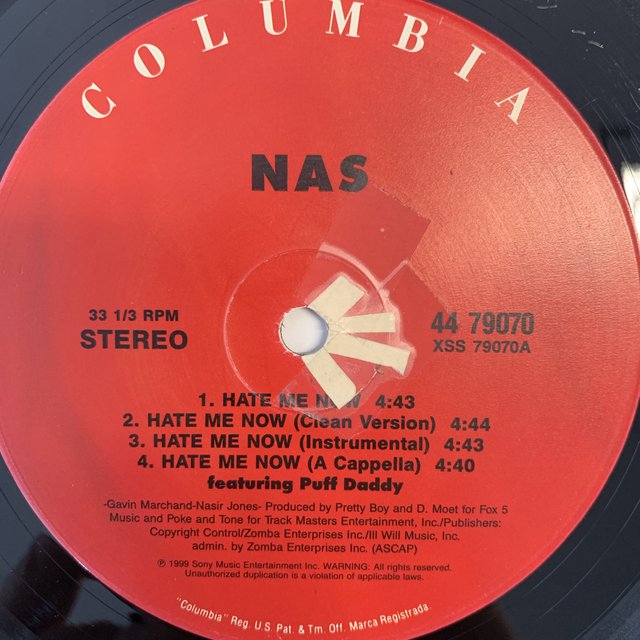 COLUMBIA
NAS
33 1/3 RPM
STEREO
44 79070
XSS 79070A
1. HATE ME NOW 4:43
2. HATE ME NOW (Clean Version) 4:44
3. HATE ME NOW (Instrumental) 4:43
4. HATE ME NOW (A Cappella) 4:40
featuring Puff Daddy
-Gavin Marchand-Nasir Jones- Produced by Pretty Boy and D. Moet for Fox 5
Music and Poke and Tone for Track Masters Entertainment, Inc./Publishers:
Copyright Control/Zomba Enterprises Inc./Ill Will Music, Inc.
admin. by Zomba Enterprises Inc. (ASCAP)
℗ 1999 Sony Music Entertainment Inc. WARNING: All rights reserved.
Unauthorized duplication is a violation of applicable laws.
"Columbia" Reg. U.S. Pat. & Tm. Off. Marca Registrada.